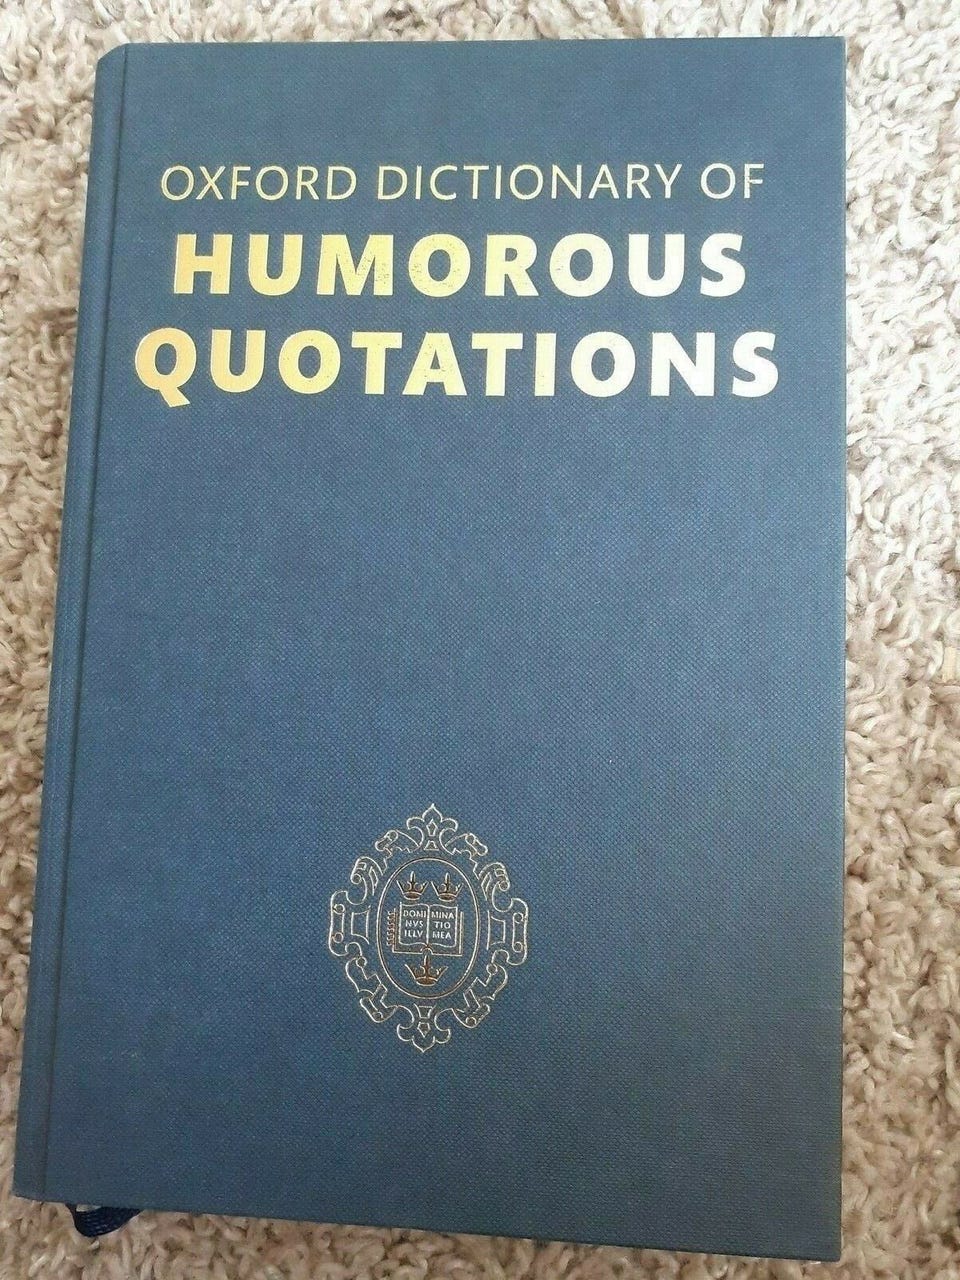 OXFORD DICTIONARY OF
HUMOROUS
QUOTATIONS
DOMI MINA
NVS TIO
ILLV MEA